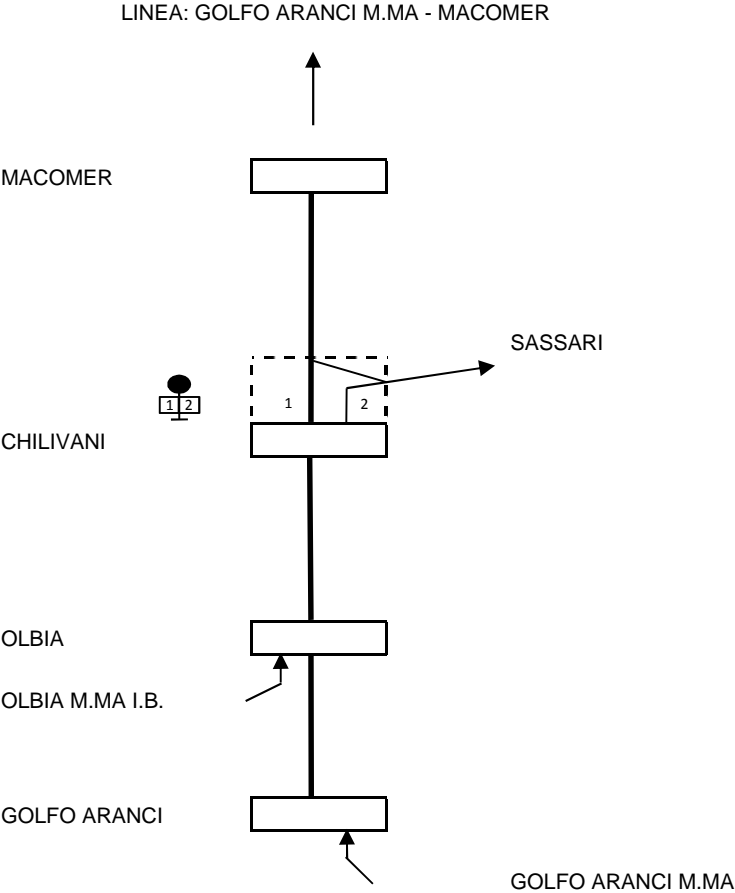 LINEA: GOLFO ARANCI M.MA - MACOMER
MACOMER
SASSARI
1 2
1 2
CHILIVANI
OLBIA
OLBIA M.MA I.B.
GOLFO ARANCI
GOLFO ARANCI M.MA